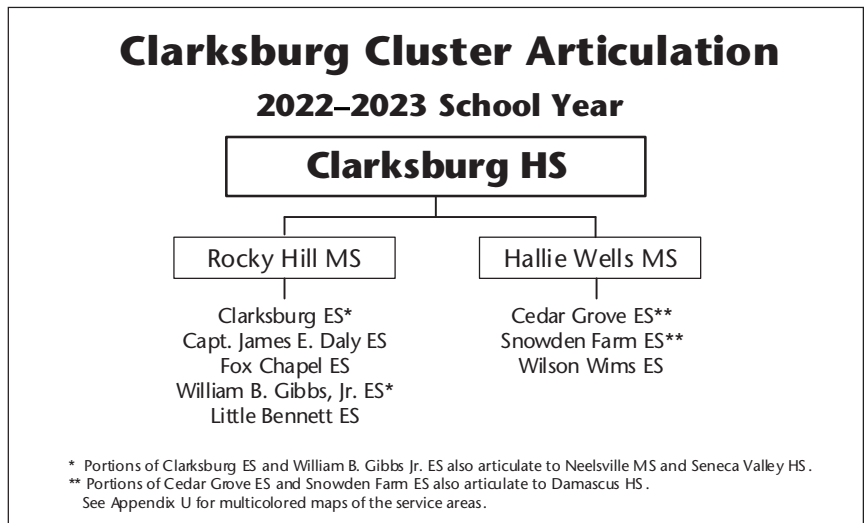 Clarksburg Cluster Articulation
2022–2023 School Year
Clarksburg HS
Rocky Hill MS
Hallie Wells MS
Clarksburg ES*
Capt. James E. Daly ES
Fox Chapel ES
William B. Gibbs, Jr. ES*
Little Bennett ES
Cedar Grove ES**
Snowden Farm ES**
Wilson Wims ES
* Portions of Clarksburg ES and William B. Gibbs Jr. ES also articulate to Neelsville MS and Seneca Valley HS.
** Portions of Cedar Grove ES and Snowden Farm ES also articulate to Damascus HS.
See Appendix U for multicolored maps of the service areas.